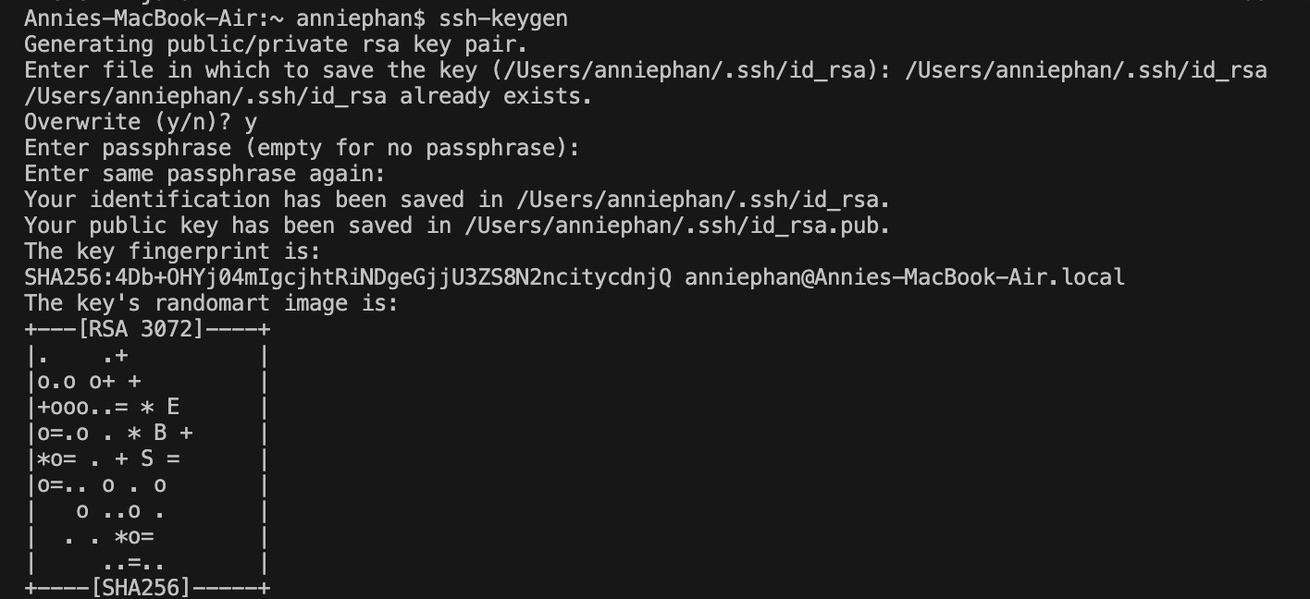 Annies-MacBook-Air:~ anniephan$ ssh-keygen
Generating public/private rsa key pair.
Enter file in which to save the key (/Users/anniephan/.ssh/id_rsa): /Users/anniephan/.ssh/id_rsa
/Users/anniephan/.ssh/id_rsa already exists.
Overwrite (y/n)? y
Enter passphrase (empty for no passphrase):
Enter same passphrase again:
Your identification has been saved in /Users/anniephan/.ssh/id_rsa.
Your public key has been saved in /Users/anniephan/.ssh/id_rsa.pub.
The key fingerprint is:
SHA256:4Db+OHYj04mIgcjhtRiNDgeGjjU3ZS8N2ncitycdnjQ anniephan@Annies-MacBook-Air.local
The key's randomart image is:
+---[RSA 3072]----+
|.    .+          |
|o.o o+ +         |
|+ooo..= * E      |
|o=.o . * B +     |
|*o= . + S =      |
|o=.. o . o       |
|   o ..o .       |
|  . . *o=        |
|     ..=..       |
+----[SHA256]-----+